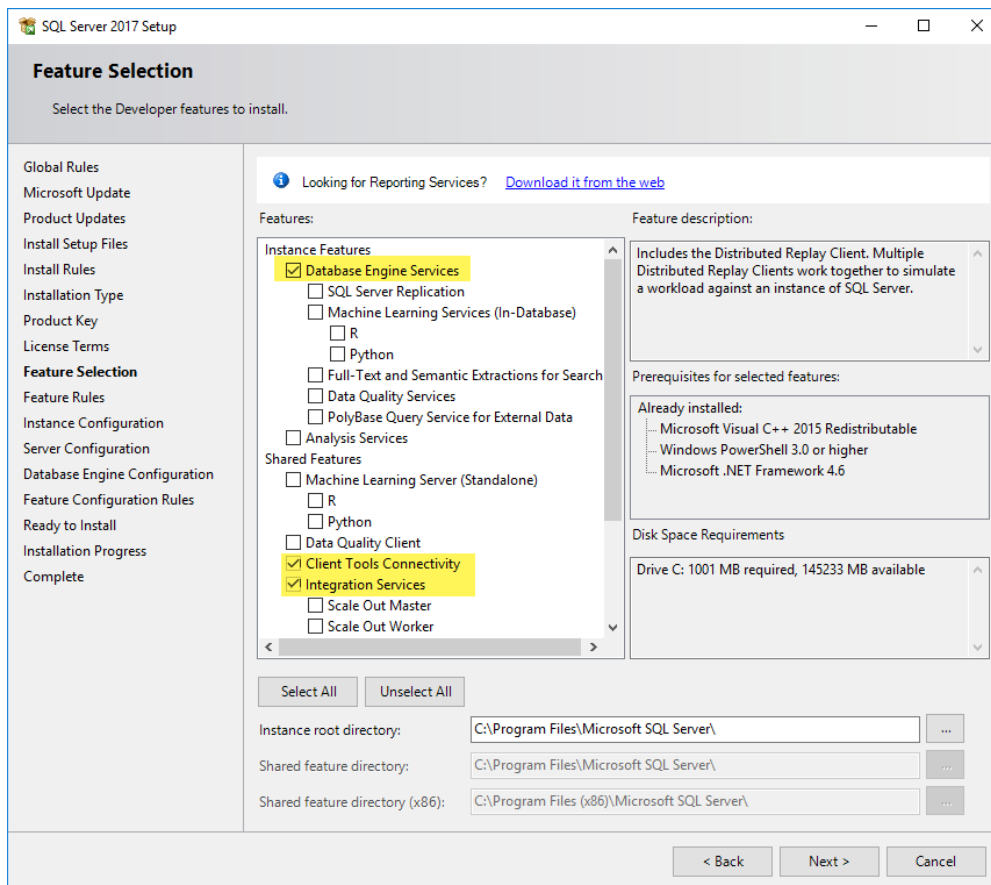 SQL Server 2017 Setup
Feature Selection
Select the Developer features to install.
Global Rules
Microsoft Update
Product Updates
Install Setup Files
Install Rules
Installation Type
Product Key
License Terms
Feature Selection
Feature Rules
Instance Configuration
Server Configuration
Database Engine Configuration
Feature Configuration Rules
Ready to Install
Installation Progress
Complete
Looking for Reporting Services? Download it from the web
Features:
Instance Features
Database Engine Services
SQL Server Replication
Machine Learning Services (In-Database)
R
Python
Full-Text and Semantic Extractions for Search
Data Quality Services
PolyBase Query Service for External Data
Analysis Services
Shared Features
Machine Learning Server (Standalone)
R
Python
Data Quality Client
Client Tools Connectivity
Integration Services
Scale Out Master
Scale Out Worker
Feature description:
Includes the Distributed Replay Client. Multiple
Distributed Replay Clients work together to simulate
a workload against an instance of SQL Server.
Prerequisites for selected features:
Already installed:
Microsoft Visual C++ 2015 Redistributable
Windows PowerShell 3.0 or higher
Microsoft .NET Framework 4.6
Disk Space Requirements
Drive C: 1001 MB required, 145233 MB available
Select All
Unselect All
Instance root directory: C:\Program Files\Microsoft SQL Server\ ...
Shared feature directory: C:\Program Files\Microsoft SQL Server\ ...
Shared feature directory (x86): C:\Program Files (x86)\Microsoft SQL Server\ ...
< Back
Next >
Cancel